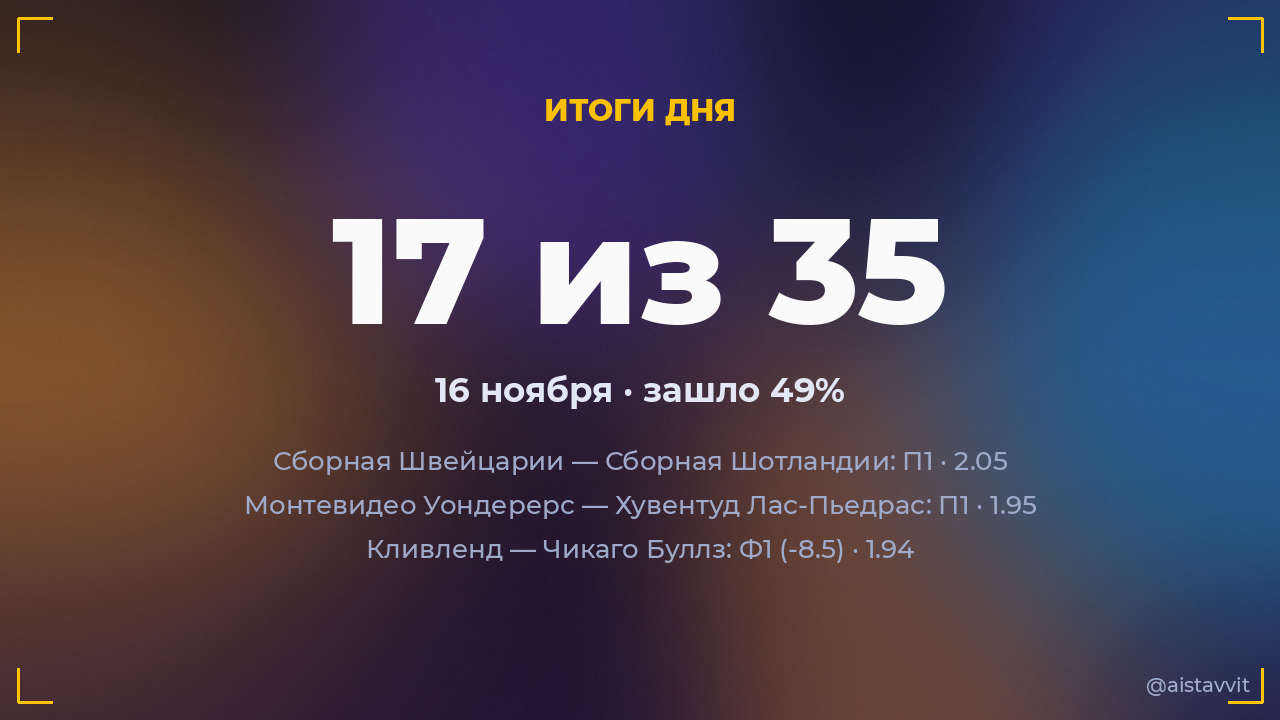 ИТОГИ ДНЯ
17 из 35
16 ноября · зашло 49%
Сборная Швейцарии — Сборная Шотландии: П1 · 2.05
Монтевидео Уондерерс — Хувентуд Лас-Пьедрас: П1 · 1.95
Кливленд — Чикаго Буллз: Ф1 (-8.5) · 1.94
@aistavvit